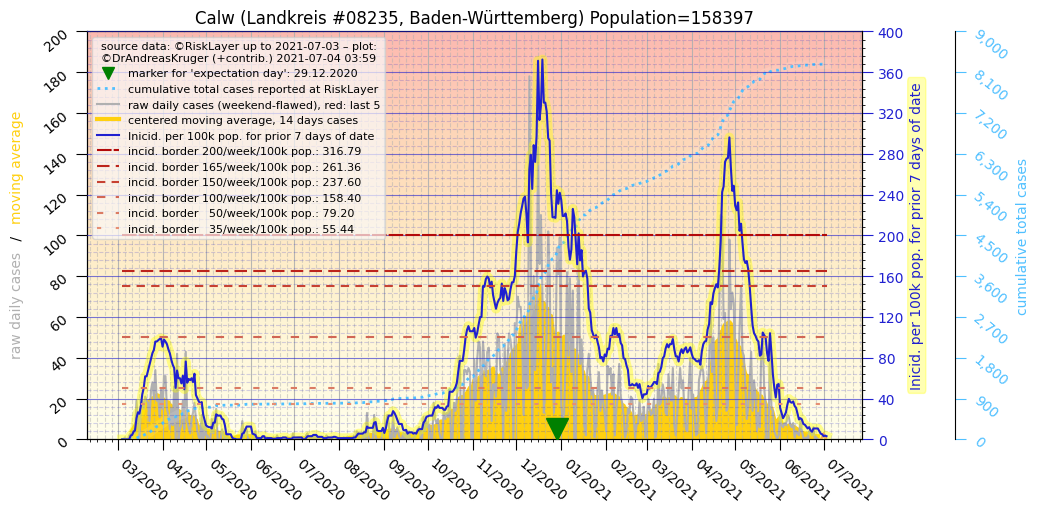 Calw (Landkreis #08235, Baden-Württemberg) Population=158397
source data: ©RiskLayer up to 2021-07-03 – plot:
©DrAndreasKruger (+contrib.) 2021-07-04 03:59
marker for 'expectation day': 29.12.2020
cumulative total cases reported at RiskLayer
raw daily cases (weekend-flawed), red: last 5
centered moving average, 14 days cases
Inicid. per 100k pop. for prior 7 days of date
incid. border 200/week/100k pop.: 316.79
incid. border 165/week/100k pop.: 261.36
incid. border 150/week/100k pop.: 237.60
incid. border 100/week/100k pop.: 158.40
incid. border 50/week/100k pop.: 79.20
incid. border 35/week/100k pop.: 55.44
raw daily cases / moving average
200
180
160
140
120
100
80
60
40
20
0
400
360
320
280
240
200
160
120
80
40
0
Inicid. per 100k pop. for prior 7 days of date
9,000
8,100
7,200
6,300
5,400
4,500
3,600
2,700
1,800
900
0
cumulative total cases
03/2020
04/2020
05/2020
06/2020
07/2020
08/2020
09/2020
10/2020
11/2020
12/2020
01/2021
02/2021
03/2021
04/2021
05/2021
06/2021
07/2021